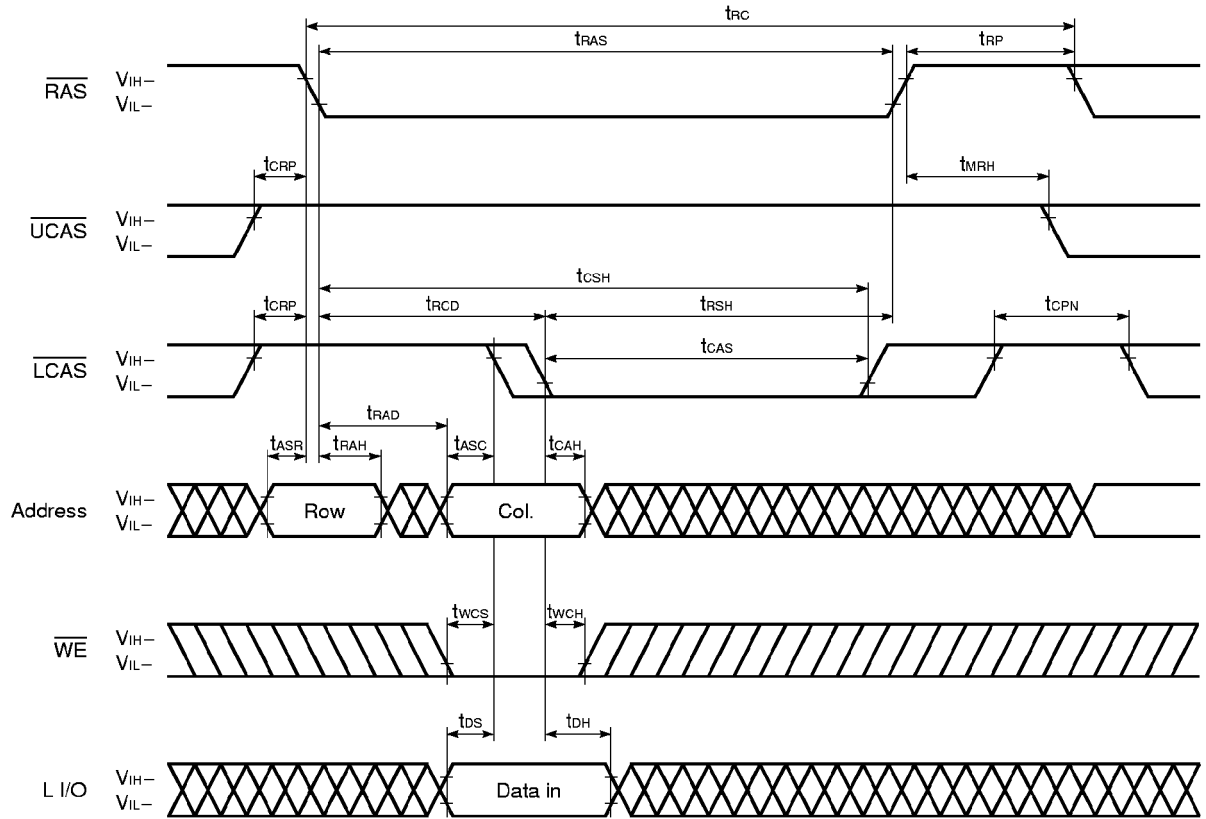 tRC
tRAS tRP
RAS VIH– VIL–
tCRP tMRH
UCAS VIH– VIL–
tCSH
tCRP tRCD tRSH tCPN
LCAS VIH– VIL– tCAS
tRAD
tASR tRAH tASC tCAH
Address VIH– VIL– Row Col.
tWCS tWCH
WE VIH– VIL–
tDS tDH
L I/O VIH– VIL– Data in